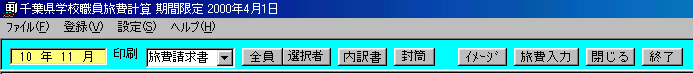 千葉県学校職員旅費計算 期間限定 2000年4月1日
ﾌｧｲﾙ(F) 登録(V) 設定(S) ﾍﾙﾌﾟ(H)
10 年 11 月 印刷 旅費請求書 全員 選択者 内訳書 封筒 ｲﾒｰｼﾞ 旅費入力 閉じる 終了